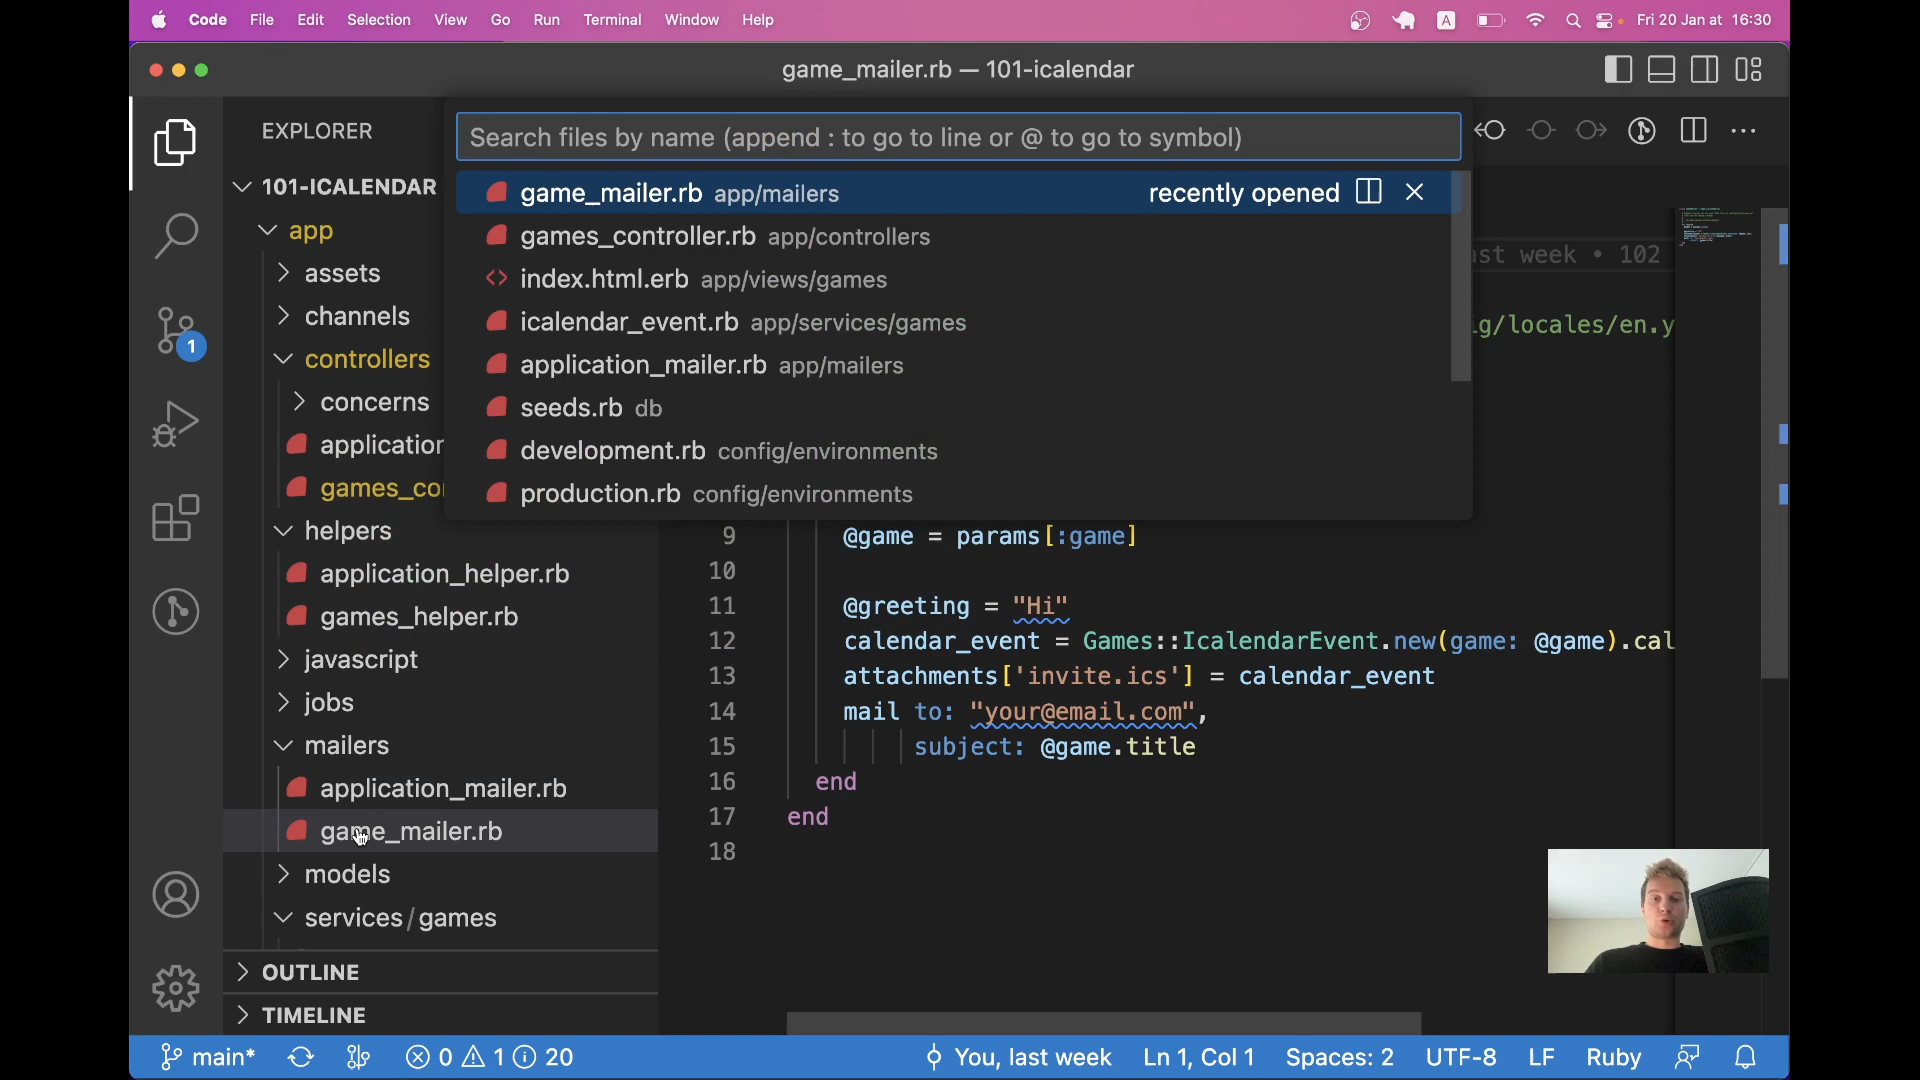 Code File Edit Selection View Go Run Terminal Window Help A Fri 20 Jan at 16:30
game_mailer.rb — 101-icalendar
EXPLORER
Search files by name (append : to go to line or @ to go to symbol)
101-ICALENDAR
game_mailer.rb app/mailers recently opened
app
games_controller.rb app/controllers
assets
index.html.erb app/views/games
st week • 102
channels
icalendar_event.rb app/services/games
g/locales/en.y
controllers
application_mailer.rb app/mailers
concerns
seeds.rb db
application
development.rb config/environments
games_co
production.rb config/environments
1
helpers
application_helper.rb
games_helper.rb
javascript
jobs
mailers
application_mailer.rb
game_mailer.rb
models
services / games
9 @game = params[:game]
10
11 @greeting = "Hi"
12 calendar_event = Games::IcalendarEvent.new(game: @game).cal
13 attachments['invite.ics'] = calendar_event
14 mail to: "your@email.com",
15 subject: @game.title
16 end
17 end
18
OUTLINE
TIMELINE
main* 0 1 20 You, last week Ln 1, Col 1 Spaces: 2 UTF-8 LF Ruby